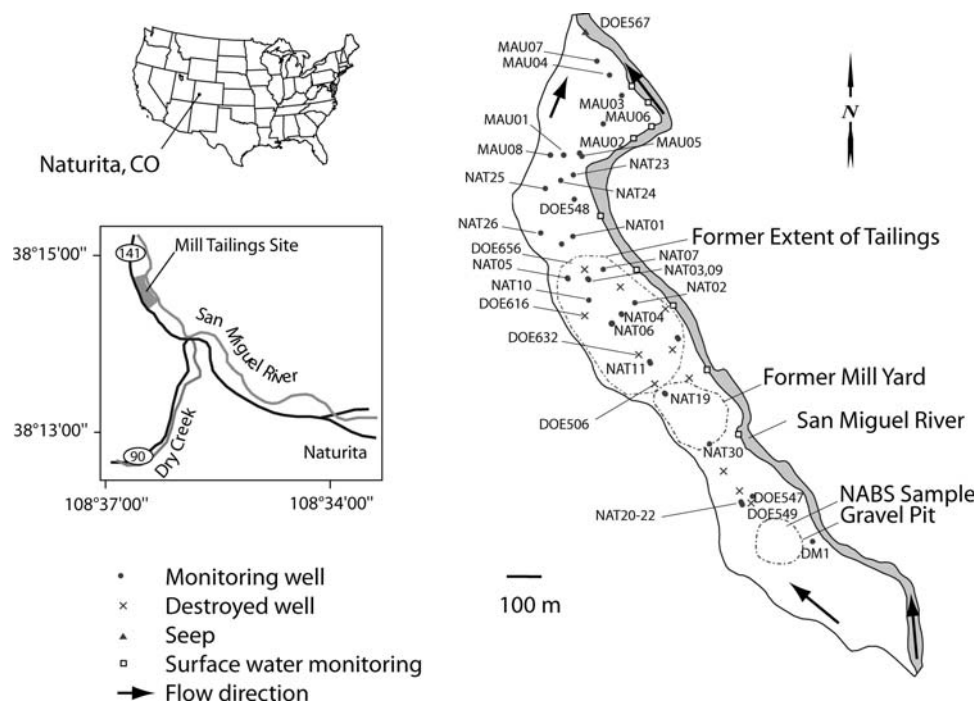 Naturita, CO
38°15'00"
141
Mill Tailings Site
San Miguel River
38°13'00"
90
Dry Creek
Naturita
108°37'00"
108°34'00"
Monitoring well
Destroyed well
Seep
Surface water monitoring
Flow direction
DOE567
MAU07
MAU04
N
MAU03
MAU06
MAU01
MAU02
MAU05
MAU08
NAT23
NAT25
NAT24
DOE548
NAT26
NAT01
Former Extent of Tailings
DOE656
NAT07
NAT05
NAT03,09
NAT10
NAT02
DOE616
NAT04
NAT06
DOE632
NAT11
Former Mill Yard
NAT19
DOE506
San Miguel River
NAT30
NABS Sample
Gravel Pit
DOE547
NAT20-22
DOE549
DM1
100 m